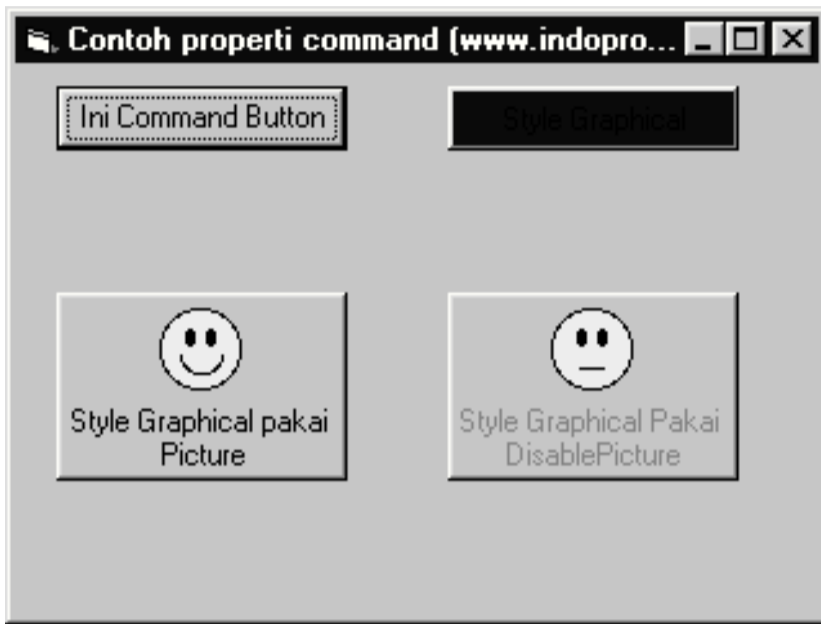 Contoh properti command (www.indopro...
Ini Command Button
Style Graphical
Style Graphical pakai
Picture
Style Graphical Pakai
DisablePicture